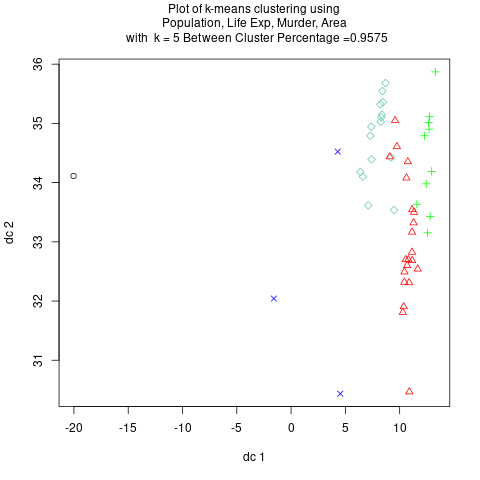 Plot of k-means clustering using
Population, Life Exp, Murder, Area
with  k = 5 Between Cluster Percentage =0.9575
36
35
34
33
32
31
dc 2
-20
-15
-10
-5
0
5
10
dc 1